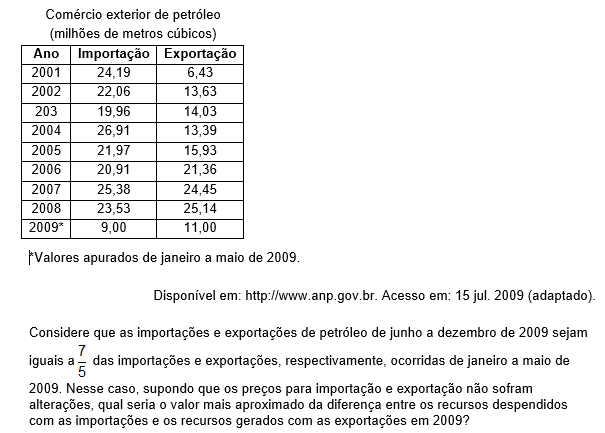 Comércio exterior de petróleo
(milhões de metros cúbicos)
Ano Importação Exportação
2001 24,19 6,43
2002 22,06 13,63
203 19,96 14,03
2004 26,91 13,39
2005 21,97 15,93
2006 20,91 21,36
2007 25,38 24,45
2008 23,53 25,14
2009* 9,00 11,00
*Valores apurados de janeiro a maio de 2009.
Disponível em: http://www.anp.gov.br. Acesso em: 15 jul. 2009 (adaptado).
Considere que as importações e exportações de petróleo de junho a dezembro de 2009 sejam
iguais a 7/5 das importações e exportações, respectivamente, ocorridas de janeiro a maio de
2009. Nesse caso, supondo que os preços para importação e exportação não sofram
alterações, qual seria o valor mais aproximado da diferença entre os recursos despendidos
com as importações e os recursos gerados com as exportações em 2009?